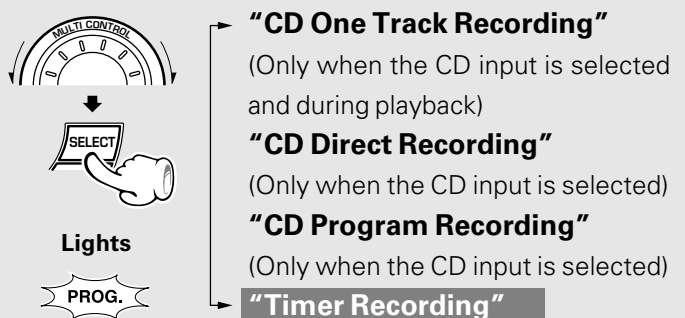 MULTI CONTROL
SELECT
Lights
PROG.
“CD One Track Recording”
(Only when the CD input is selected
and during playback)
“CD Direct Recording”
(Only when the CD input is selected)
“CD Program Recording”
(Only when the CD input is selected)
“Timer Recording”